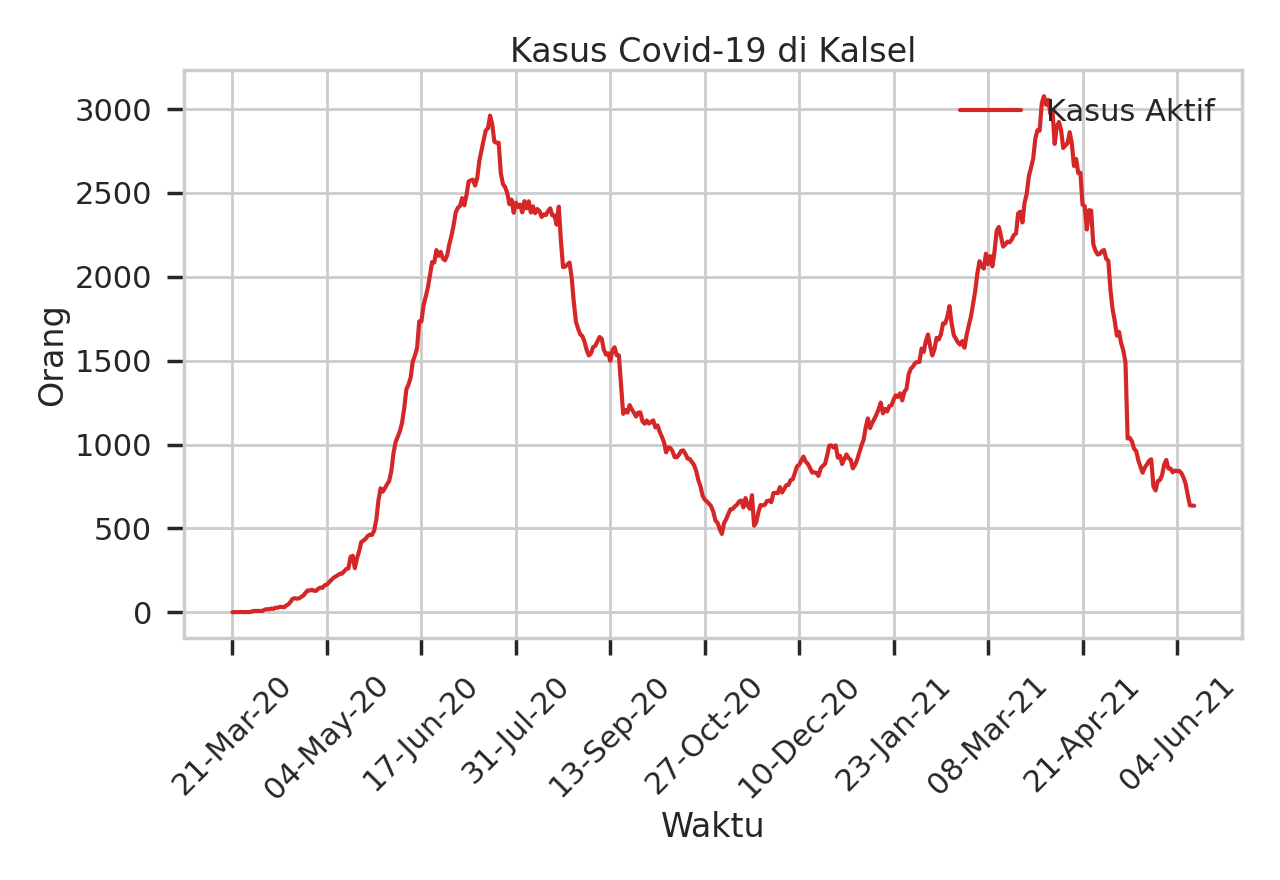 Kasus Covid-19 di Kalsel
Kasus Aktif
Orang
3000
2500
2000
1500
1000
500
0
21-Mar-20
04-May-20
17-Jun-20
31-Jul-20
13-Sep-20
27-Oct-20
10-Dec-20
23-Jan-21
08-Mar-21
21-Apr-21
04-Jun-21
Waktu